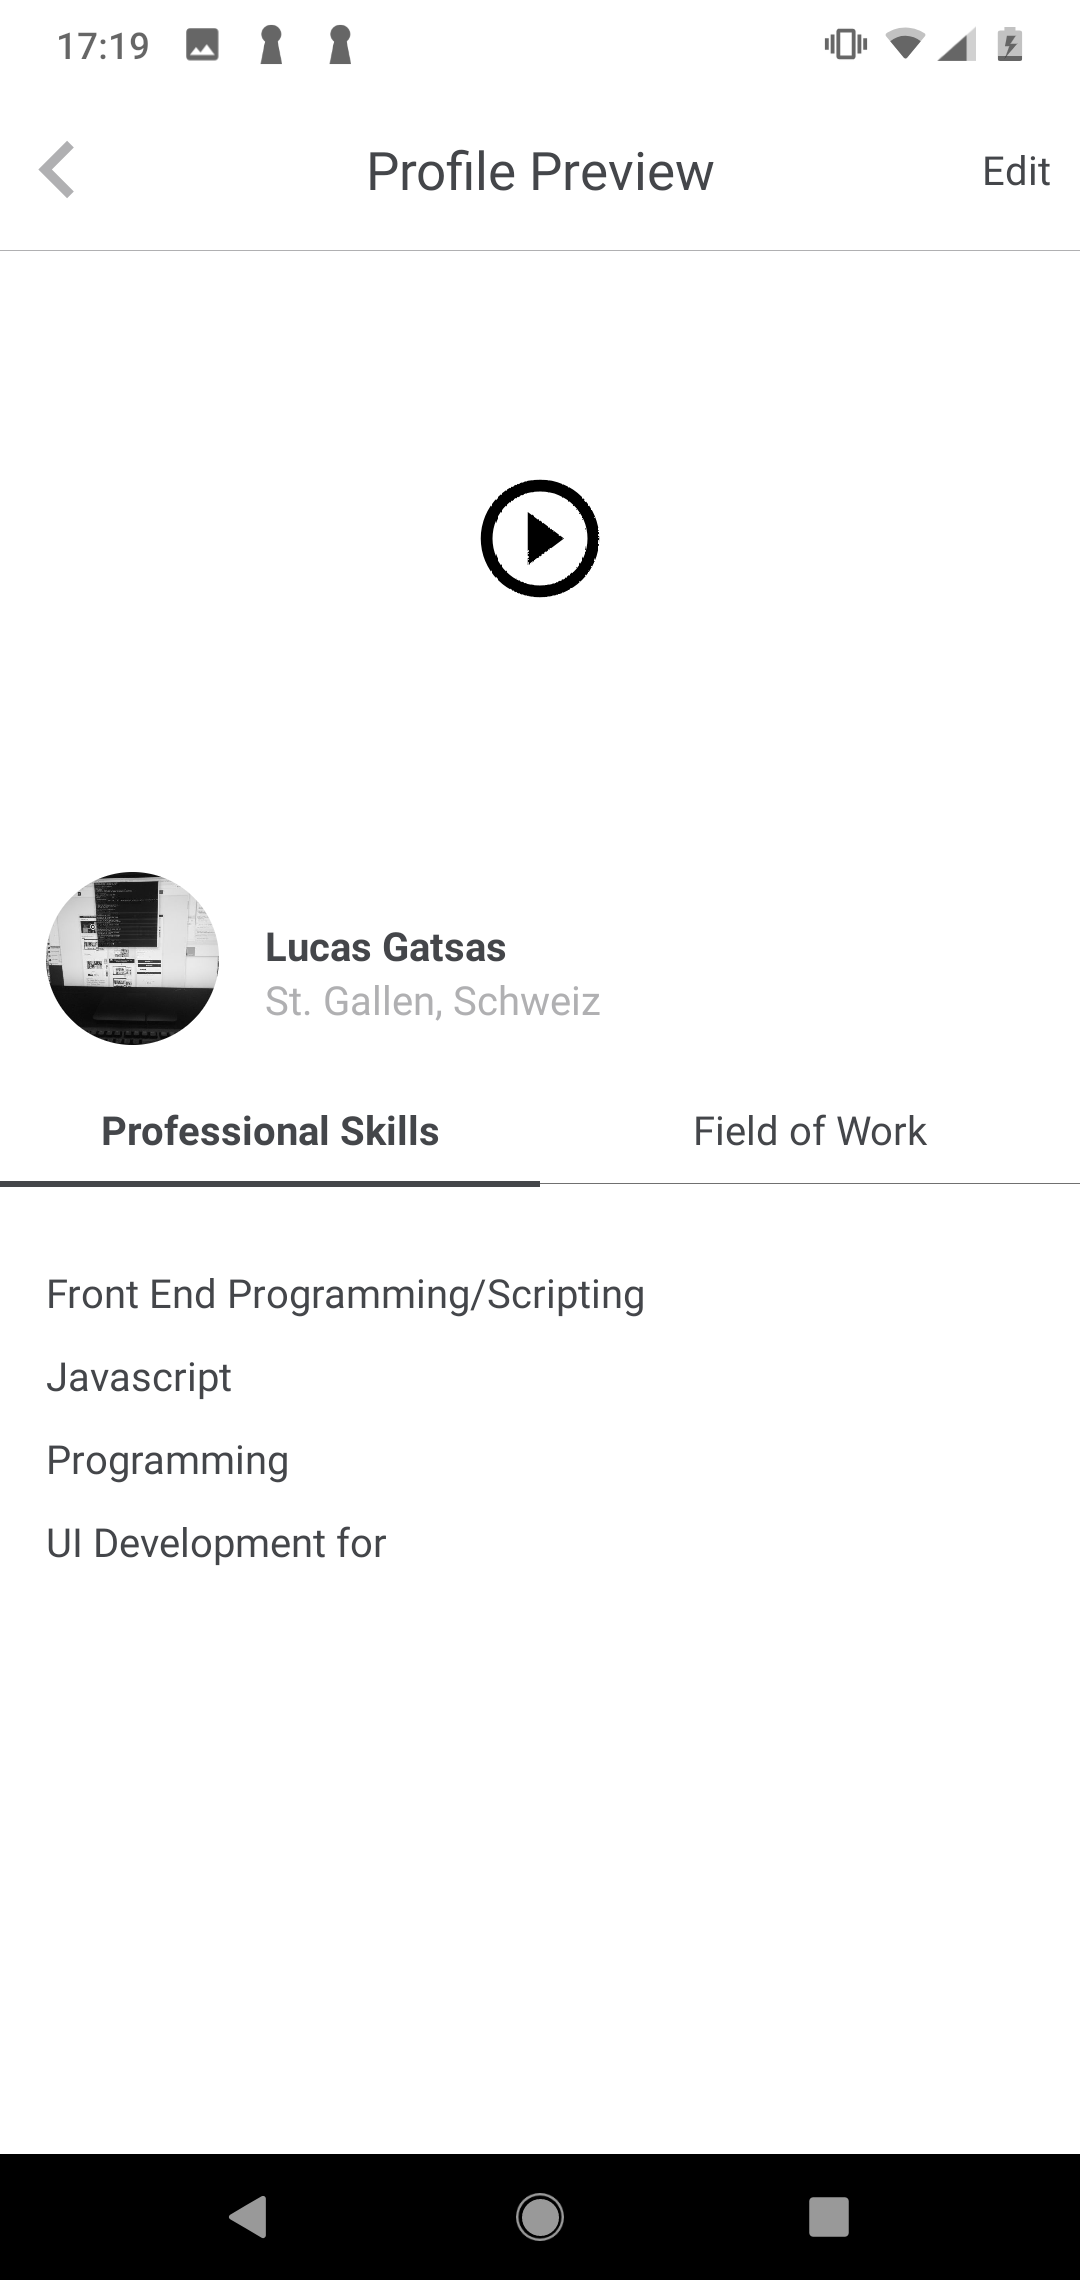 17:19
Profile Preview
Edit
Lucas Gatsas
St. Gallen, Schweiz
Professional Skills
Field of Work
Front End Programming/Scripting
Javascript
Programming
UI Development for